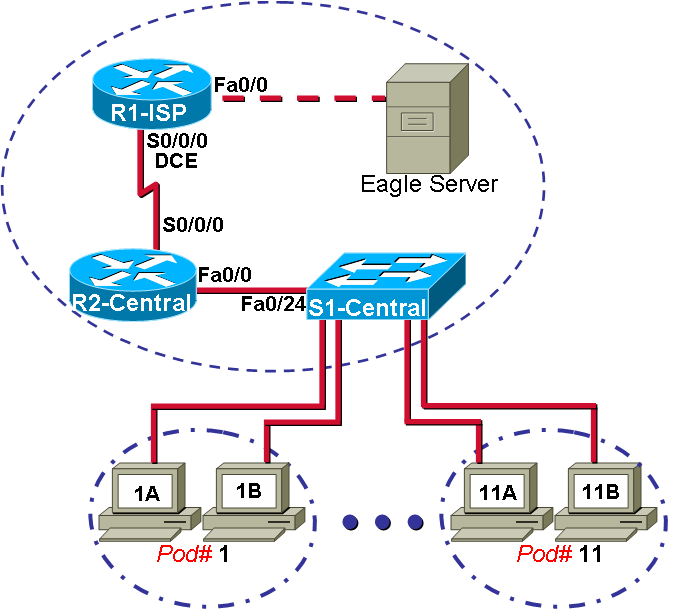 Fa0/0
R1-ISP
S0/0/0
DCE
Eagle Server
S0/0/0
Fa0/0
R2-Central
Fa0/24
S1-Central
1A
1B
11A
11B
Pod# 1
Pod# 11